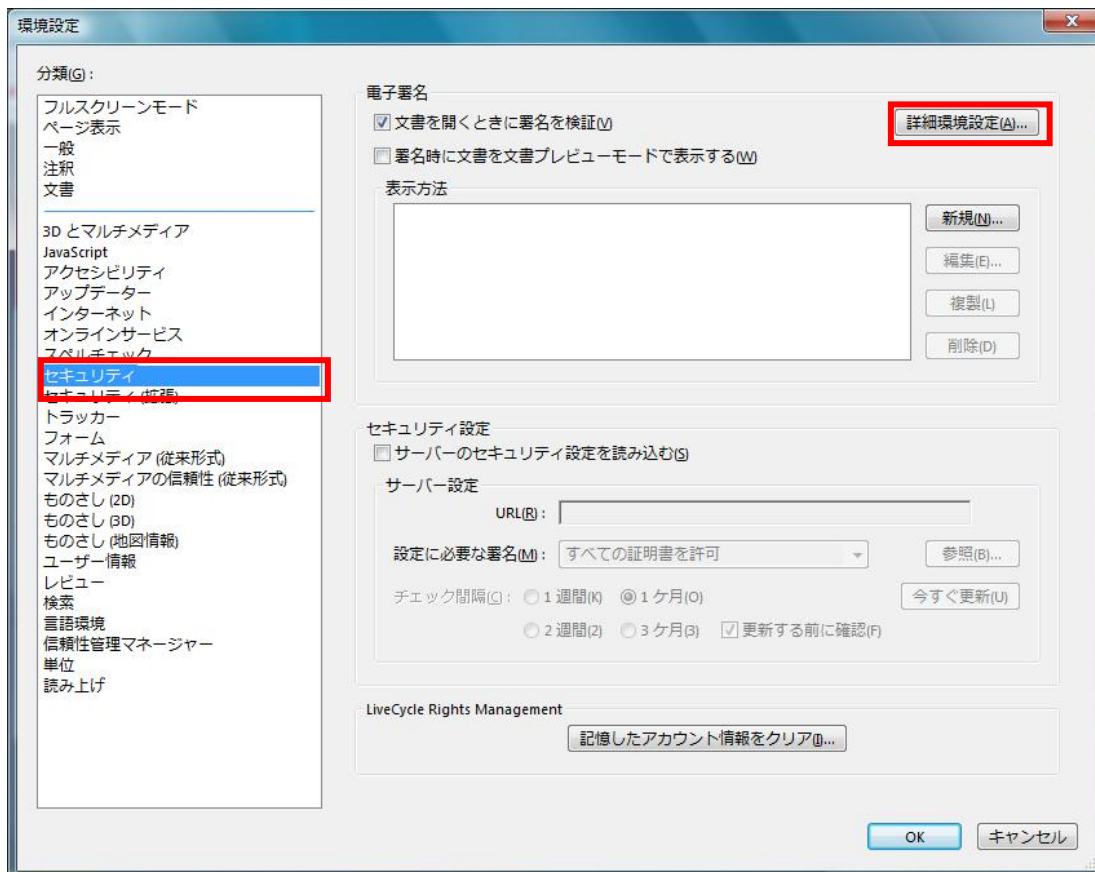 環境設定
分類(G):
フルスクリーンモード
ページ表示
一般
注釈
文書
3D とマルチメディア
JavaScript
アクセシビリティ
アップデーター
インターネット
オンラインサービス
スペルチェック
セキュリティ
セキュリティ (拡張)
トラッカー
フォーム
マルチメディア (従来形式)
マルチメディアの信頼性 (従来形式)
ものさし (2D)
ものさし (3D)
ものさし (地図情報)
ユーザー情報
レビュー
検索
言語環境
信頼性管理マネージャー
単位
読み上げ
電子署名
文書を開くときに署名を検証(V)
詳細環境設定(A)...
署名時に文書を文書プレビューモードで表示する(W)
表示方法
新規(N)...
編集(E)...
複製(L)
削除(D)
セキュリティ設定
サーバーのセキュリティ設定を読み込む(S)
サーバー設定
URL(R):
設定に必要な署名(M): すべての証明書を許可 参照(B)...
チェック間隔(C): 1 週間(K) 1 ケ月(O) 今すぐ更新(U)
2 週間(2) 3 ケ月(3) 更新する前に確認(F)
LiveCycle Rights Management
記憶したアカウント情報をクリア(I)...
OK キャンセル